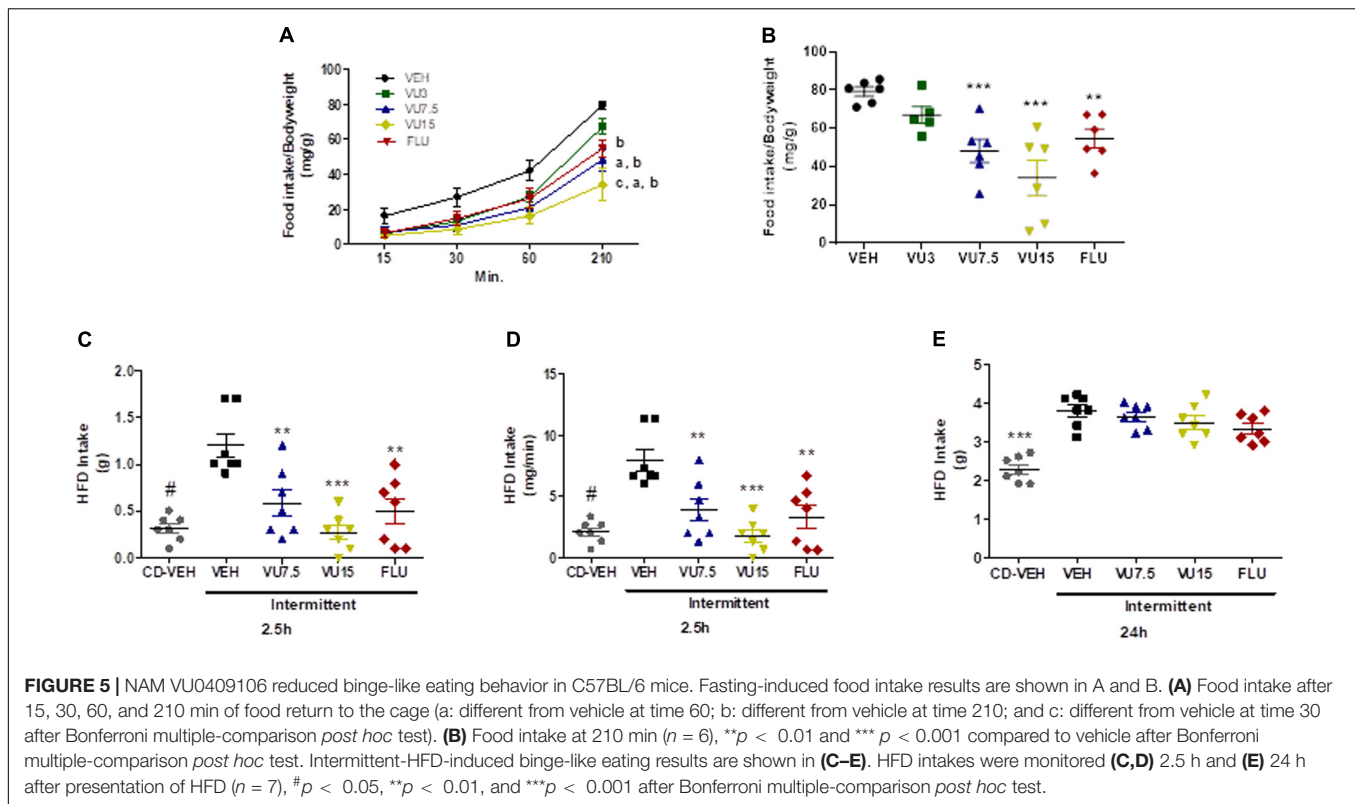 A
Food intake/Bodyweight
(mg/g)
100
80
60
40
20
0
VEH
VU3
VU7.5
VU15
FLU
b
a, b
c, a, b
15
30
60
210
Min.
B
Food intake/Bodyweight
(mg/g)
100
80
60
40
20
0
***
***
**
VEH
VU3
VU7.5
VU15
FLU
C
HFD Intake
(g)
2.0
1.5
1.0
0.5
0.0
#
**
***
**
CD-VEH
VEH
VU7.5
VU15
FLU
Intermittent
2.5h
D
HFD Intake
(mg/min)
15
10
5
0
#
**
***
**
CD-VEH
VEH
VU7.5
VU15
FLU
Intermittent
2.5h
E
HFD Intake
(g)
5
4
3
2
1
0
***
CD-VEH
VEH
VU7.5
VU15
FLU
Intermittent
24h
FIGURE 5 | NAM VU0409106 reduced binge-like eating behavior in C57BL/6 mice. Fasting-induced food intake results are shown in A and B. (A) Food intake after
15, 30, 60, and 210 min of food return to the cage (a: different from vehicle at time 60; b: different from vehicle at time 210; and c: different from vehicle at time 30
after Bonferroni multiple-comparison post hoc test). (B) Food intake at 210 min (n = 6), **p < 0.01 and *** p < 0.001 compared to vehicle after Bonferroni
multiple-comparison post hoc test. Intermittent-HFD-induced binge-like eating results are shown in (C–E). HFD intakes were monitored (C,D) 2.5 h and (E) 24 h
after presentation of HFD (n = 7), #p < 0.05, **p < 0.01, and ***p < 0.001 after Bonferroni multiple-comparison post hoc test.